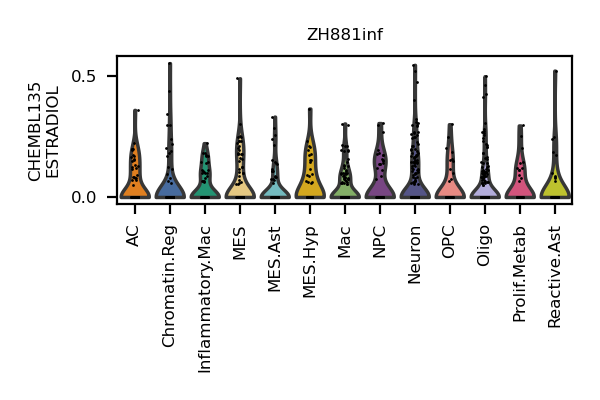 ZH881inf
CHEMBL135
ESTRADIOL
0.5
0.0
AC
Chromatin.Reg
Inflammatory.Mac
MES
MES.Ast
MES.Hyp
Mac
NPC
Neuron
OPC
Oligo
Prolif.Metab
Reactive.Ast